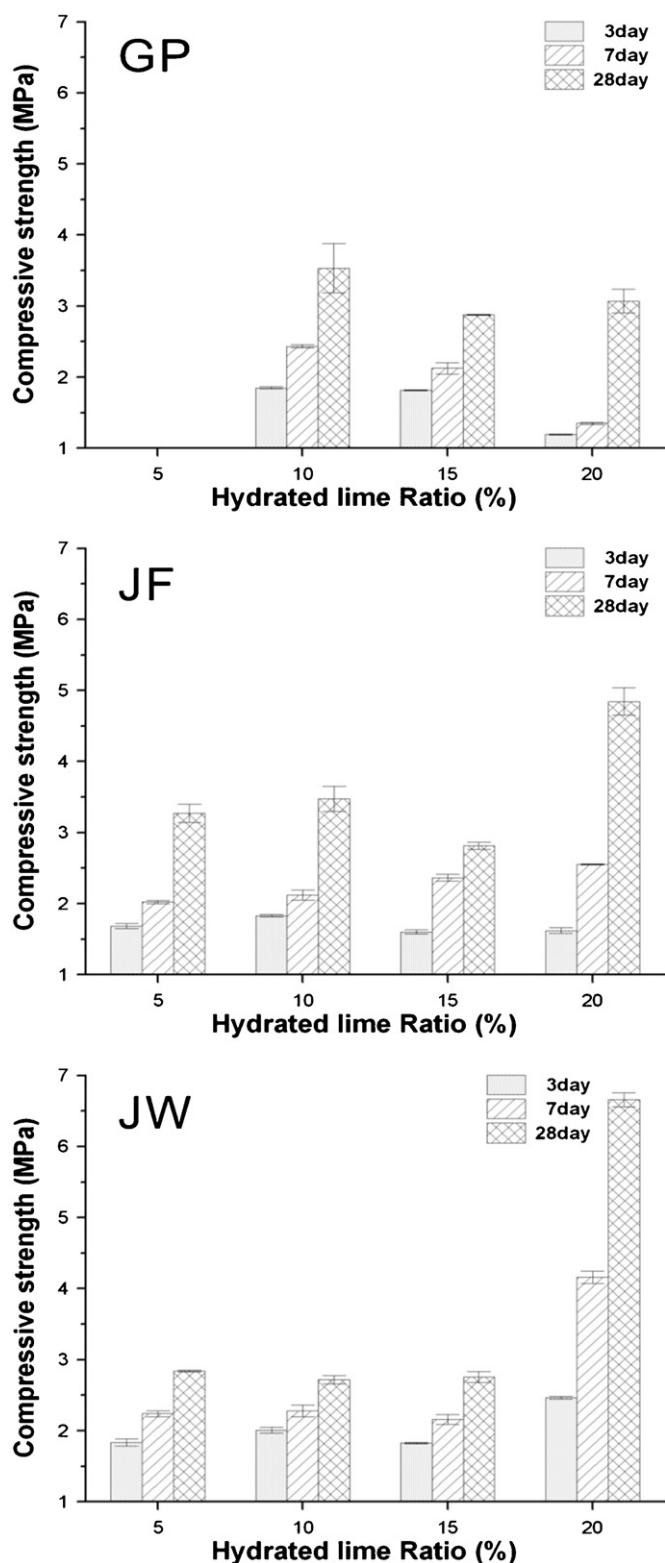 GP
3day
7day
28day
Compressive strength (MPa)
7
6
5
4
3
2
1
5 10 15 20
Hydrated lime Ratio (%)
JF
3day
7day
28day
Compressive strength (MPa)
7
6
5
4
3
2
1
5 10 15 20
Hydrated lime Ratio (%)
JW
3day
7day
28day
Compressive strength (MPa)
7
6
5
4
3
2
1
5 10 15 20
Hydrated lime Ratio (%)